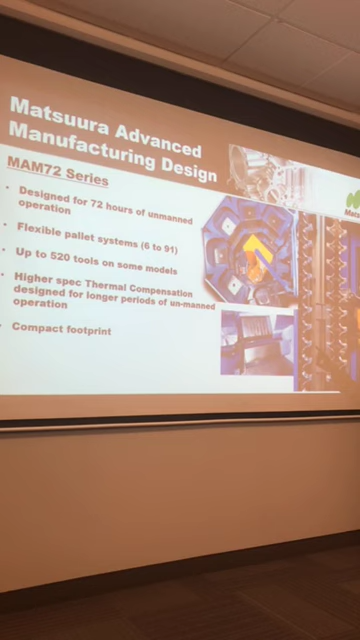 Matsuura Advanced
Manufacturing Design
MAM72 Series
• Designed for 72 hours of unmanned
operation
• Flexible pallet systems (6 to 91)
• Up to 520 tools on some models
• Higher spec Thermal Compensation
designed for longer periods of un-manned
operation
• Compact footprint